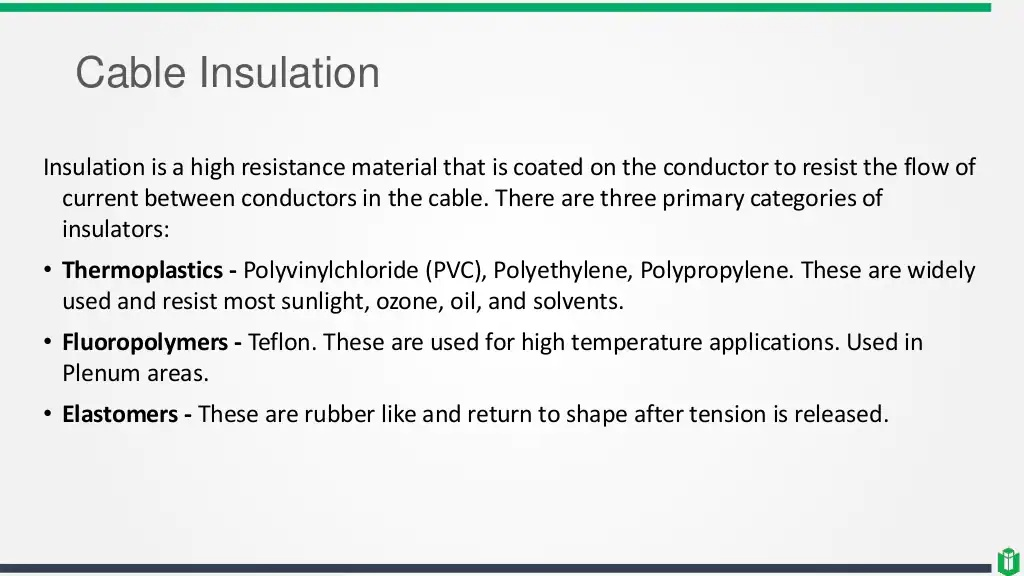 Cable Insulation
Insulation is a high resistance material that is coated on the conductor to resist the flow of
current between conductors in the cable. There are three primary categories of
insulators:
• Thermoplastics - Polyvinylchloride (PVC), Polyethylene, Polypropylene. These are widely
used and resist most sunlight, ozone, oil, and solvents.
• Fluoropolymers - Teflon. These are used for high temperature applications. Used in
Plenum areas.
• Elastomers - These are rubber like and return to shape after tension is released.